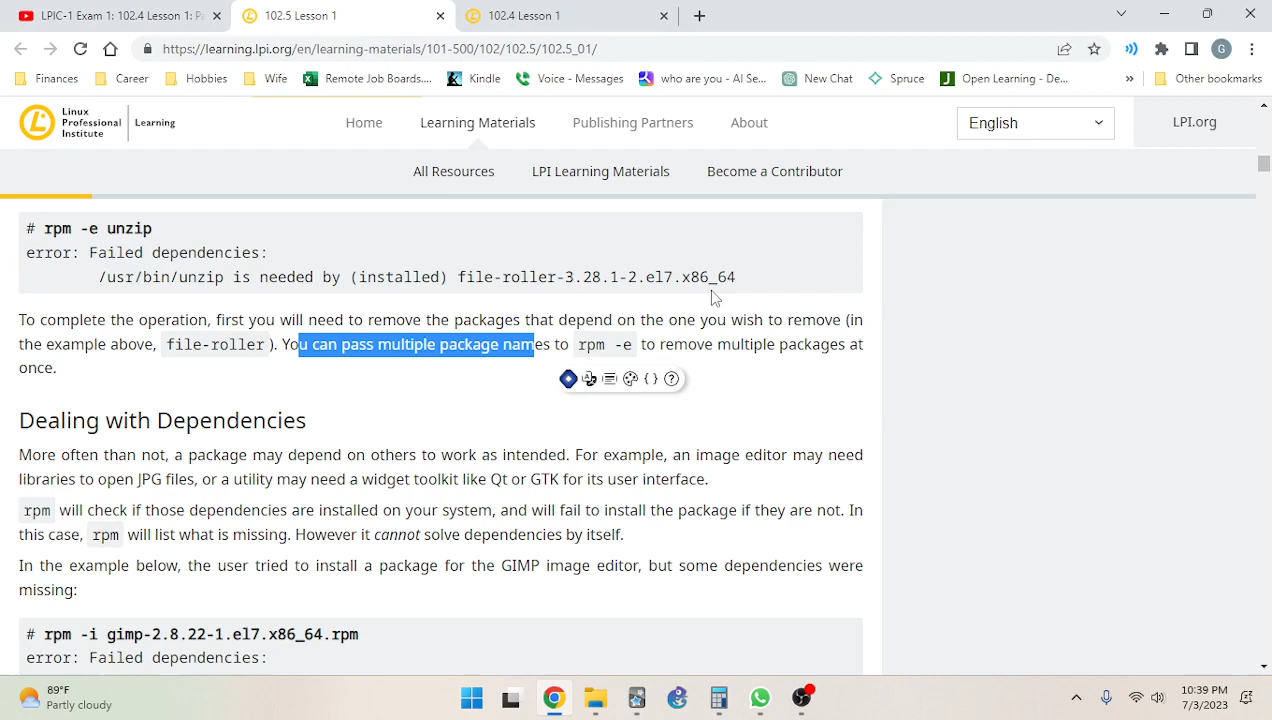 LPIC-1 Exam 1: 102.4 Lesson 1: Pa
102.5 Lesson 1
102.4 Lesson 1
https://learning.lpi.org/en/learning-materials/101-500/102/102.5/102.5_01/
G
Finances
Career
Hobbies
Wife
Remote Job Boards....
Kindle
Voice - Messages
who are you - AI Se...
New Chat
Spruce
Open Learning - De...
»
Other bookmarks
Linux
Professional
Institute
Learning
Home
Learning Materials
Publishing Partners
About
English
LPI.org
All Resources
LPI Learning Materials
Become a Contributor
# rpm -e unzip
error: Failed dependencies:
/usr/bin/unzip is needed by (installed) file-roller-3.28.1-2.el7.x86_64
To complete the operation, first you will need to remove the packages that depend on the one you wish to remove (in
the example above, file-roller ). You can pass multiple package names to rpm -e to remove multiple packages at
once.
Dealing with Dependencies
More often than not, a package may depend on others to work as intended. For example, an image editor may need
libraries to open JPG files, or a utility may need a widget toolkit like Qt or GTK for its user interface.
rpm will check if those dependencies are installed on your system, and will fail to install the package if they are not. In
this case, rpm will list what is missing. However it cannot solve dependencies by itself.
In the example below, the user tried to install a package for the GIMP image editor, but some dependencies were
missing:
# rpm -i gimp-2.8.22-1.el7.x86_64.rpm
error: Failed dependencies:
89°F
Partly cloudy
10:39 PM
7/3/2023